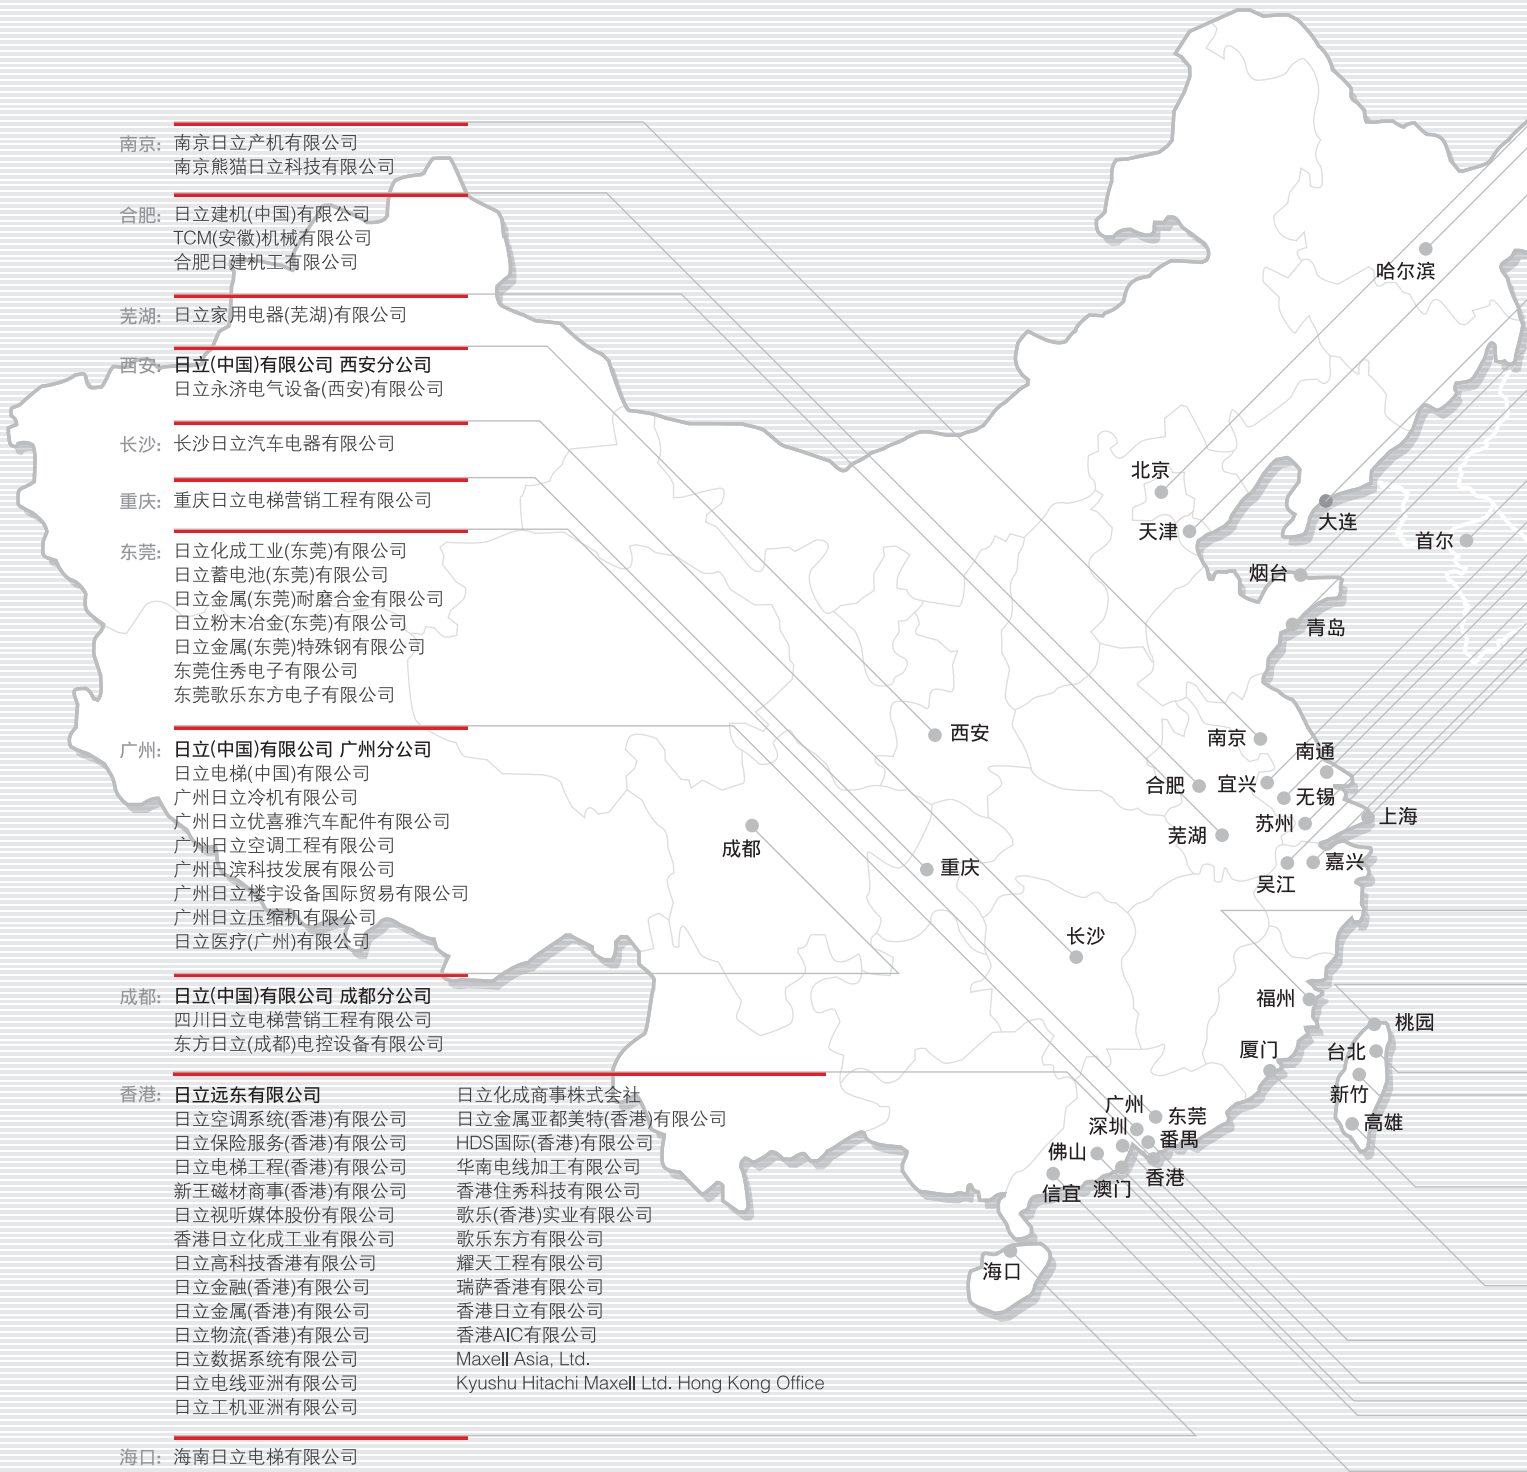 南京: 南京日立产机有限公司
南京熊猫日立科技有限公司
合肥: 日立建机(中国)有限公司
TCM(安徽)机械有限公司
合肥日建机工有限公司
芜湖: 日立家用电器(芜湖)有限公司
西安: 日立(中国)有限公司 西安分公司
日立永济电气设备(西安)有限公司
长沙: 长沙日立汽车电器有限公司
重庆: 重庆日立电梯营销工程有限公司
东莞: 日立化成工业(东莞)有限公司
日立蓄电池(东莞)有限公司
日立金属(东莞)耐磨合金有限公司
日立粉末冶金(东莞)有限公司
日立金属(东莞)特殊钢有限公司
东莞住秀电子有限公司
东莞歌乐东方电子有限公司
广州: 日立(中国)有限公司 广州分公司
日立电梯(中国)有限公司
广州日立冷机有限公司
广州日立优喜雅汽车配件有限公司
广州日立空调工程有限公司
广州日滨科技发展有限公司
广州日立楼宇设备国际贸易有限公司
广州日立压缩机有限公司
日立医疗(广州)有限公司
成都: 日立(中国)有限公司 成都分公司
四川日立电梯营销工程有限公司
东方日立(成都)电控设备有限公司
香港: 日立远东有限公司
日立空调系统(香港)有限公司
日立保险服务(香港)有限公司
日立电梯工程(香港)有限公司
新王磁材商事(香港)有限公司
日立视听媒体股份有限公司
香港日立化成工业有限公司
日立高科技香港有限公司
日立金融(香港)有限公司
日立金属(香港)有限公司
日立物流(香港)有限公司
日立数据系统有限公司
日立电线亚洲有限公司
日立工机亚洲有限公司
日立化成商事株式会社
日立金属亚都美特(香港)有限公司
HDS国际(香港)有限公司
华南电线加工有限公司
香港住秀科技有限公司
歌乐(香港)实业有限公司
歌乐东方有限公司
耀天工程有限公司
瑞萨香港有限公司
香港日立有限公司
香港AIC有限公司
Maxell Asia, Ltd.
Kyushu Hitachi Maxell Ltd. Hong Kong Office
海口: 海南日立电梯有限公司
哈尔滨
北京
大连
天津
首尔
烟台
青岛
西安
南京
南通
合肥
宜兴
无锡
苏州
上海
芜湖
成都
重庆
嘉兴
吴江
长沙
福州
桃园
厦门
台北
新竹
广州
东莞
深圳
高雄
番禺
佛山
香港
信宜
澳门
海口